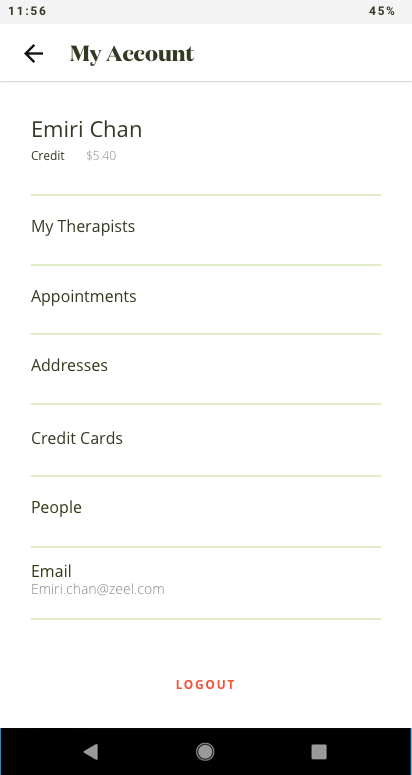 11:56 45%
My Account
Emiri Chan
Credit $5.40
My Therapists
Appointments
Addresses
Credit Cards
People
Email
Emiri.chan@zeel.com
LOGOUT